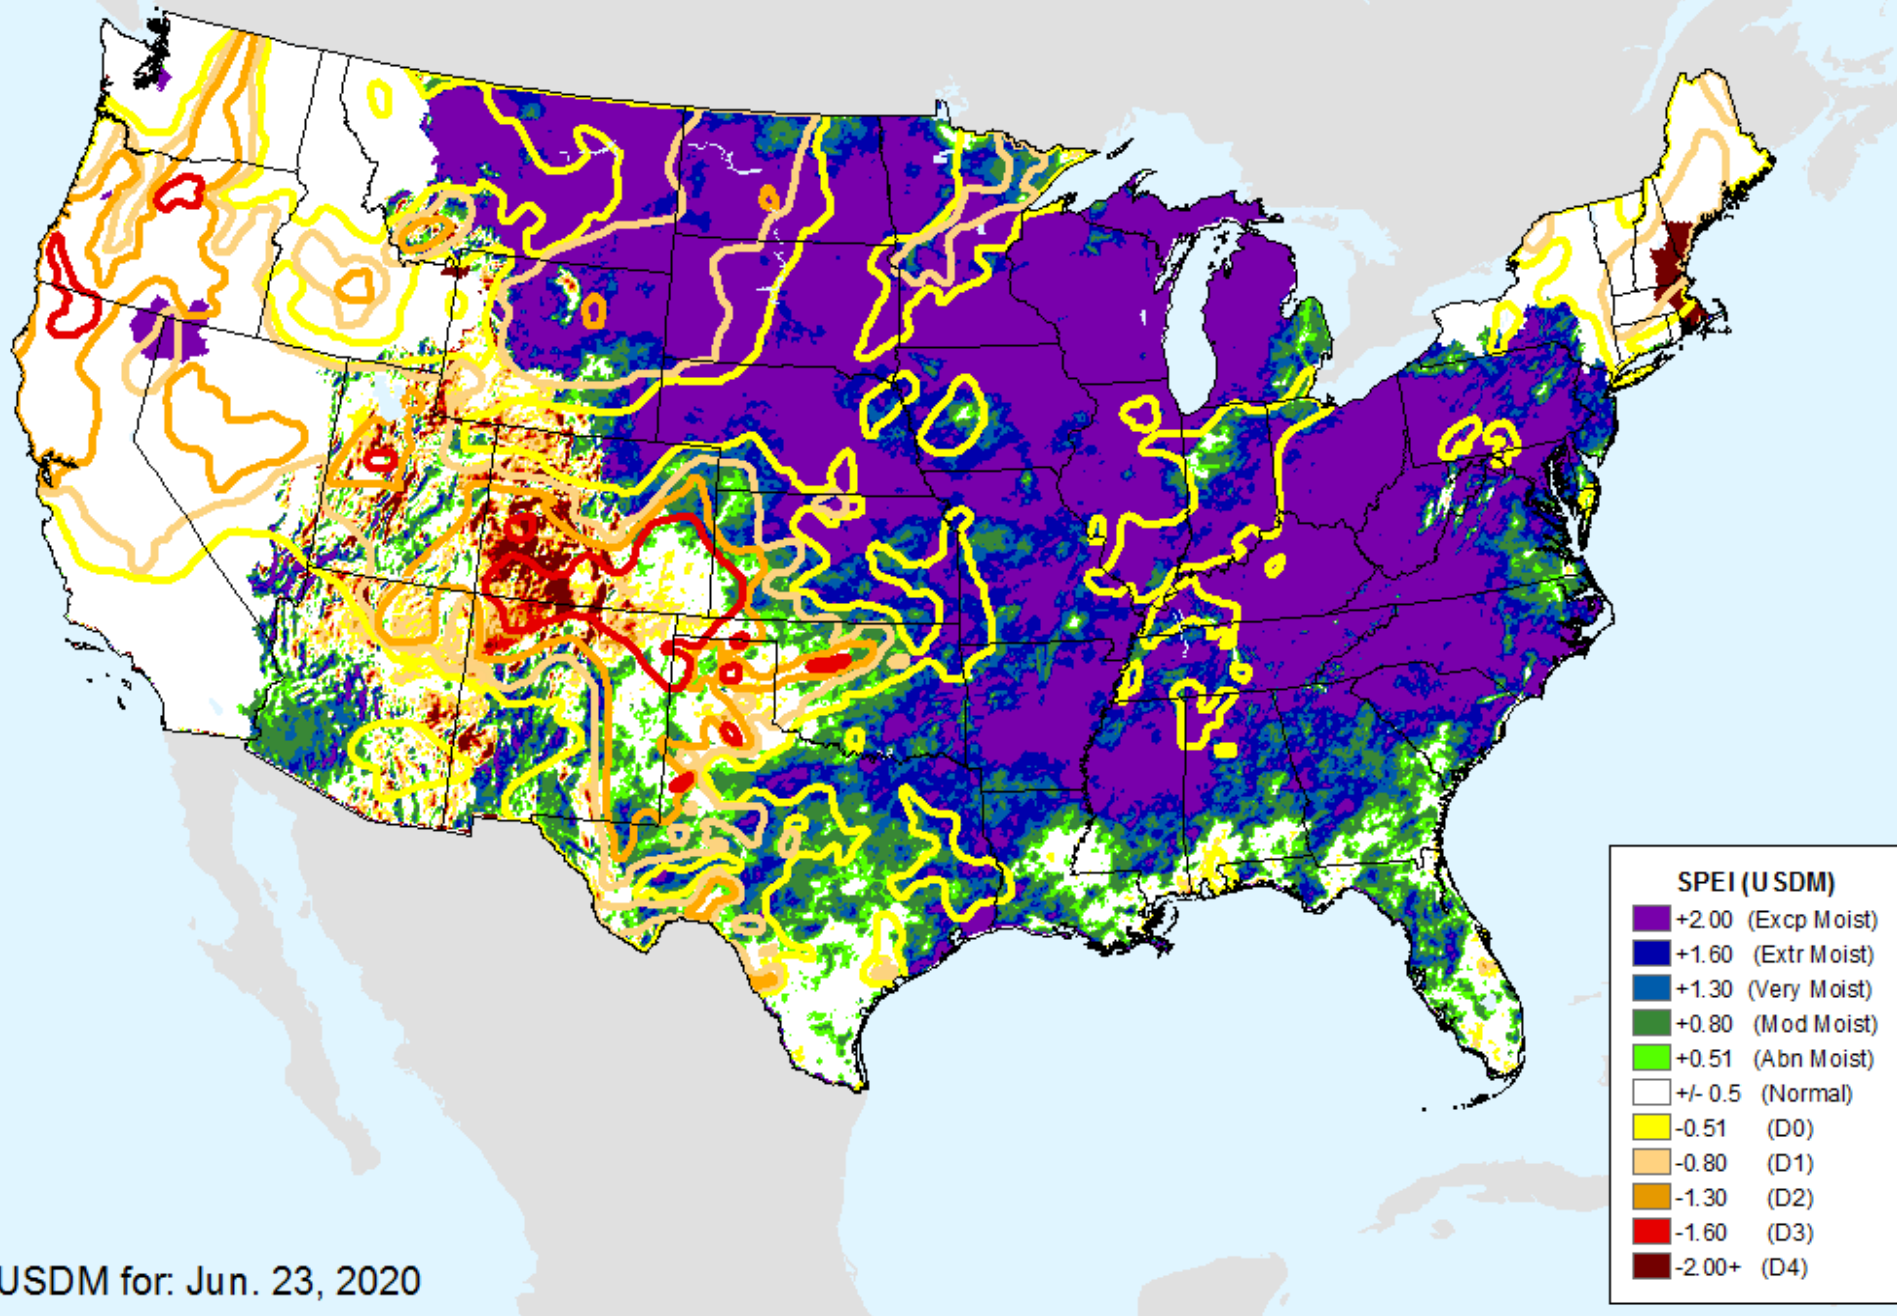 SPEI (USDM)
+2.00 (Excp Moist)
+1.60 (Extr Moist)
+1.30 (Very Moist)
+0.80 (Mod Moist)
+0.51 (Abn Moist)
+/- 0.5 (Normal)
-0.51 (D0)
-0.80 (D1)
-1.30 (D2)
-1.60 (D3)
-2.00+ (D4)
USDM for: Jun. 23, 2020